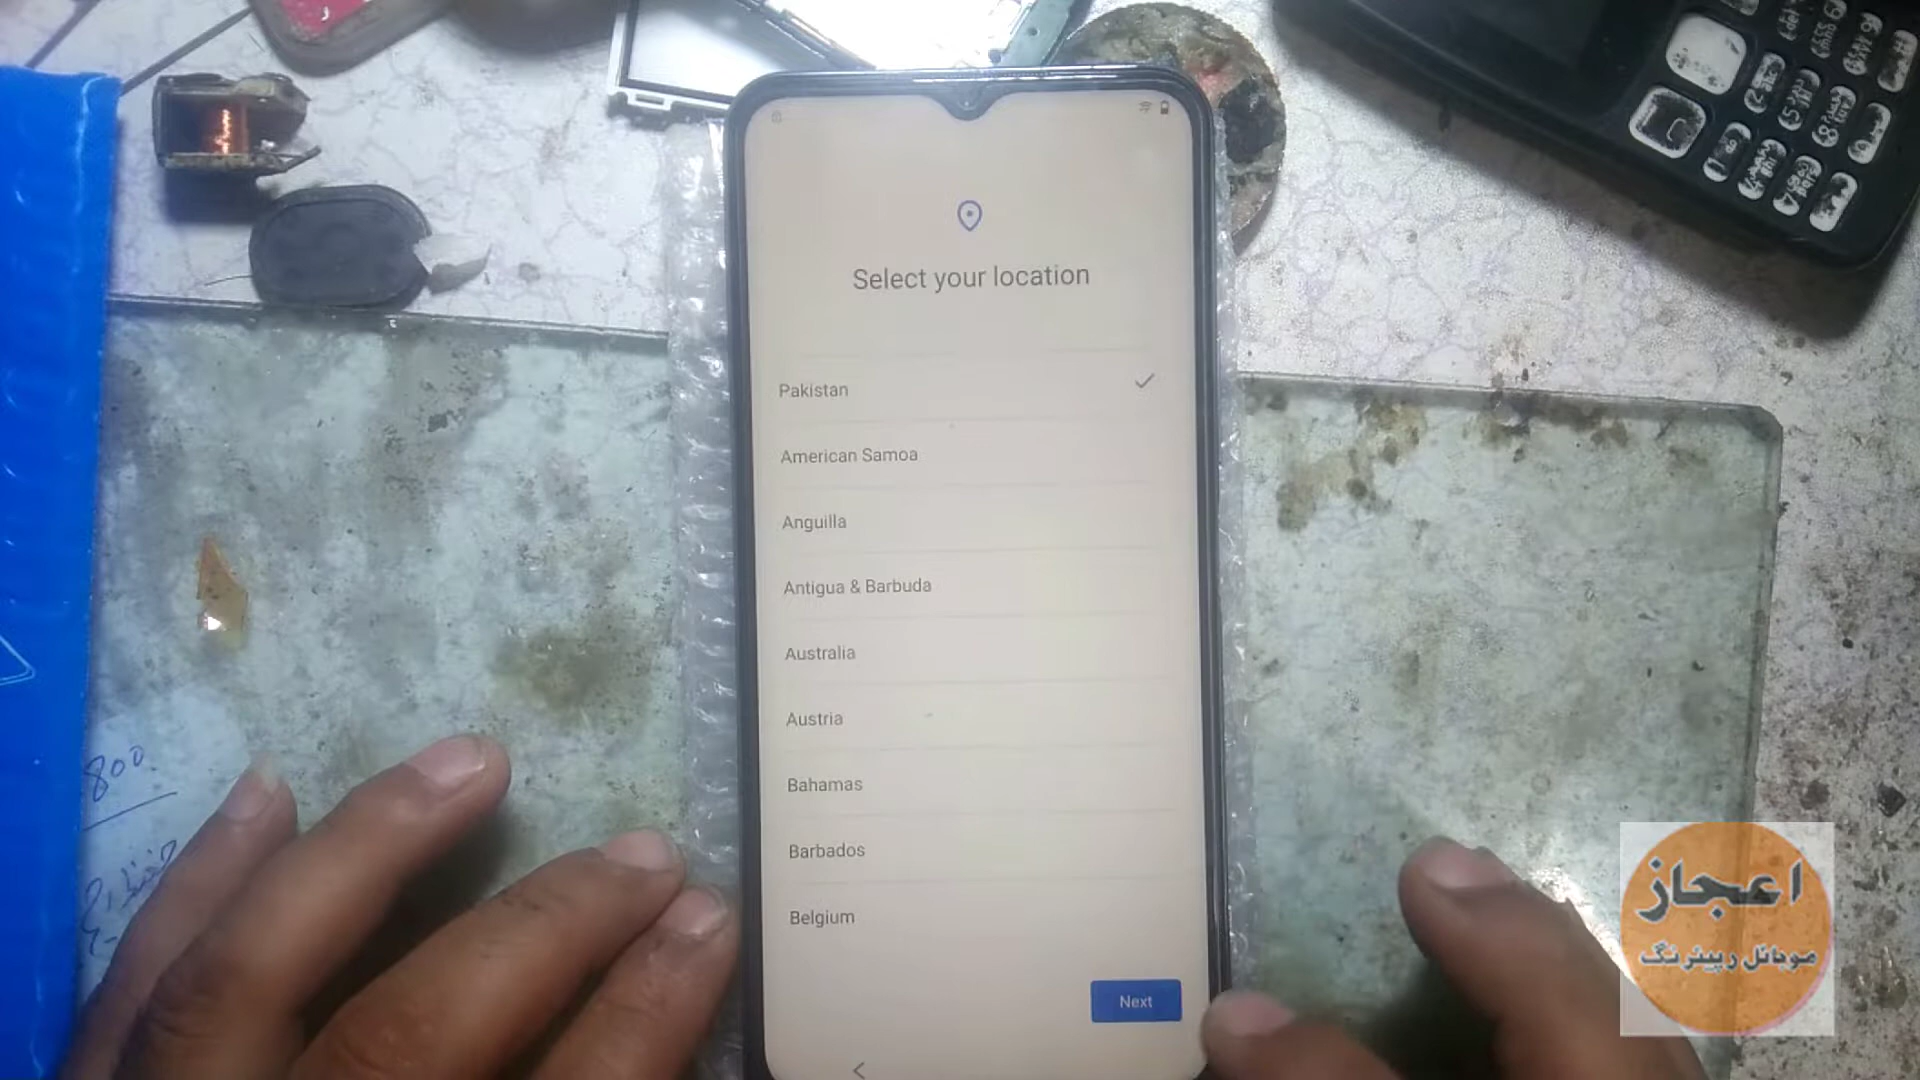 Select your location
Pakistan
American Samoa
Anguilla
Antigua & Barbuda
Australia
Austria
Bahamas
Barbados
Belgium
Next
800
اعجاز
موبائل ریپئرنگ